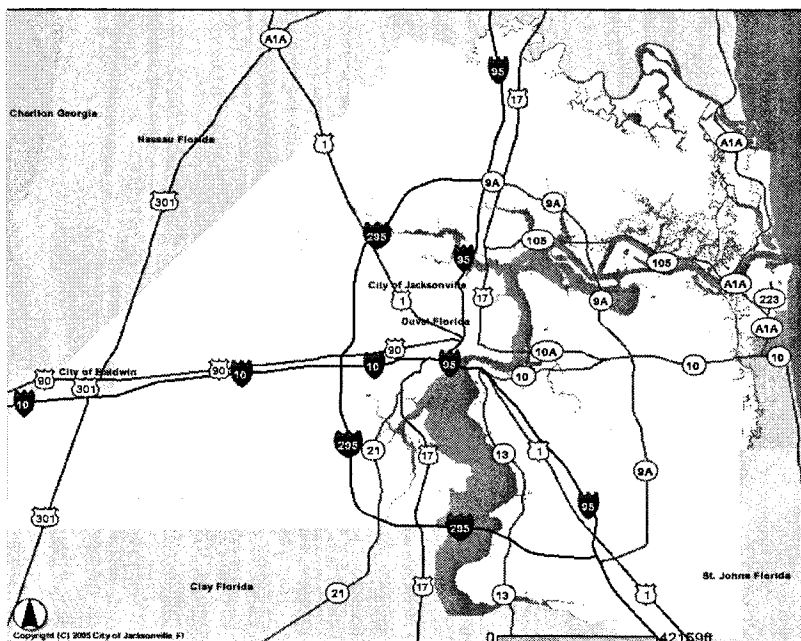 A1A
95
17
Charlton Georgia
Nassau Florida
1
A1A
301
9A
9A
295
105
95
105
City of Jacksonville
A1A
1
17
9A
223
Duval Florida
A1A
90
10A
City of Baldwin
90
10
95
10
10
90
10
301
10
10
295
21
17
13
1
9A
95
301
295
Clay Florida
St. Johns Florida
21
17
13
1
Copyright (C) 2005 City of Jacksonville, Fl
0
42159ft